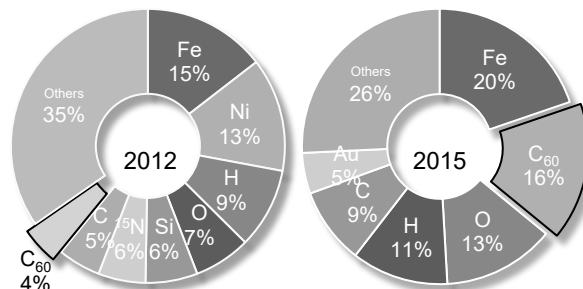 Fe
15%
Ni
13%
H
9%
O
7%
Si
6%
¹⁵N
6%
C
5%
C₆₀
4%
Others
35%
2012
Fe
20%
C₆₀
16%
O
13%
H
11%
C
9%
Au
5%
Others
26%
2015